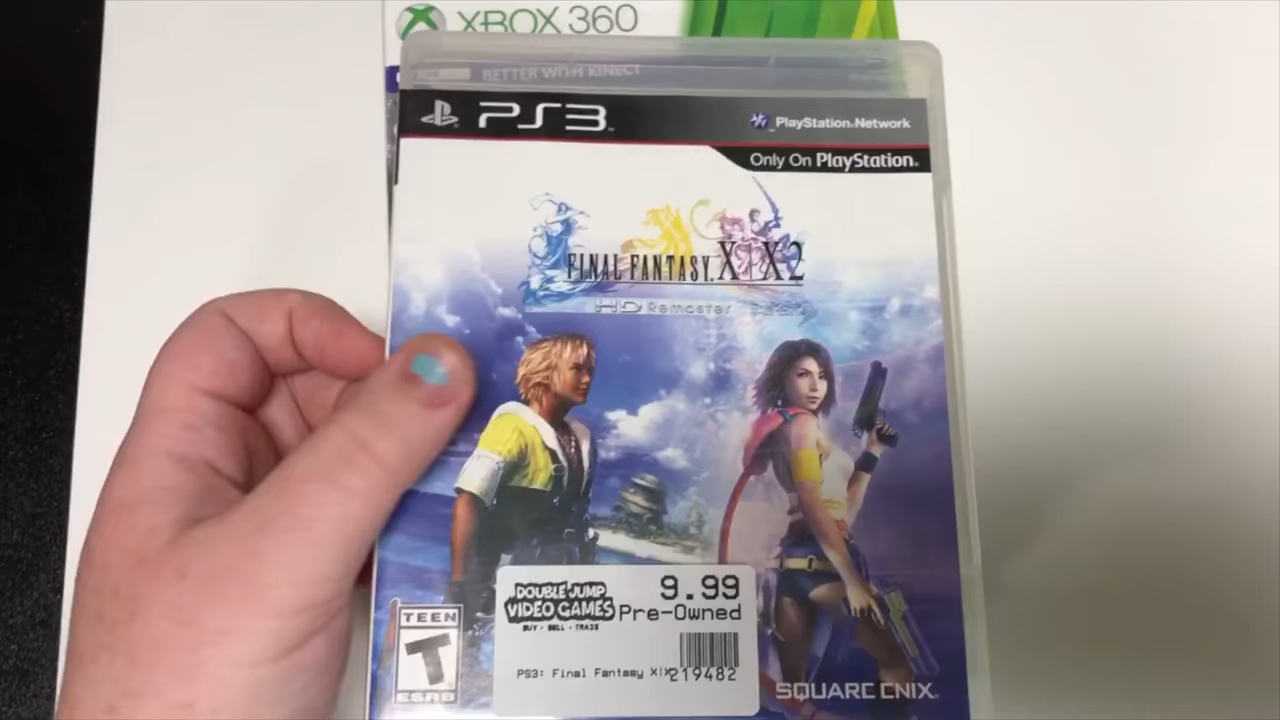 XBOX 360
BETTER WITH KINECT
PS3
PlayStation Network
Only On PlayStation
FINAL FANTASY X|X-2
HD Remaster
DOUBLE JUMP
VIDEO GAMES
BUY - SELL - TRADE
9.99
Pre-Owned
PS3: Final Fantasy X|X
219482
TEEN
T
ESRB
SQUARE ENIX